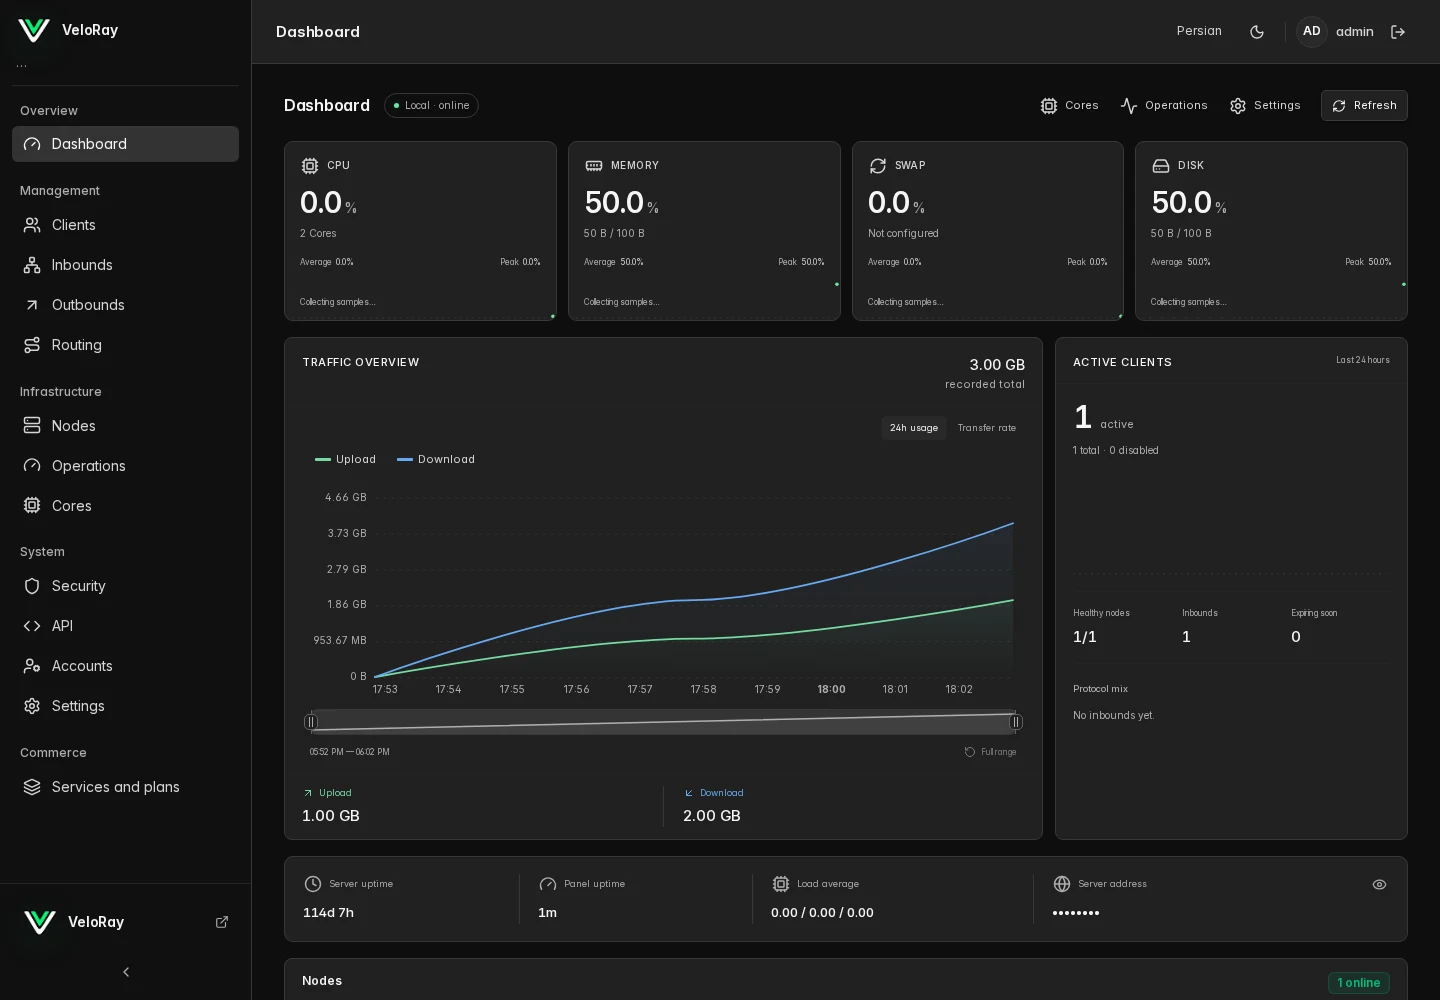 VeloRay
...
Overview
Dashboard
Management
Clients
Inbounds
Outbounds
Routing
Infrastructure
Nodes
Operations
Cores
System
Security
API
Accounts
Settings
Commerce
Services and plans
VeloRay
Dashboard
Persian
AD admin
Dashboard
Local · online
Cores
Operations
Settings
Refresh
CPU
0.0 %
2 Cores
Average 0.0%
Peak 0.0%
Collecting samples...
MEMORY
50.0 %
50 B / 100 B
Average 50.0%
Peak 50.0%
Collecting samples...
SWAP
0.0 %
Not configured
Average 0.0%
Peak 0.0%
Collecting samples...
DISK
50.0 %
50 B / 100 B
Average 50.0%
Peak 50.0%
Collecting samples...
TRAFFIC OVERVIEW
3.00 GB
recorded total
24h usage
Transfer rate
Upload
Download
4.66 GB
3.73 GB
2.79 GB
1.86 GB
953.67 MB
0 B
17:53 17:54 17:55 17:56 17:57 17:58 17:59 18:00 18:01 18:02
05:52 PM — 06:02 PM
Full range
Upload
1.00 GB
Download
2.00 GB
ACTIVE CLIENTS
Last 24 hours
1 active
1 total · 0 disabled
Healthy nodes
1/1
Inbounds
1
Expiring soon
0
Protocol mix
No inbounds yet.
Server uptime
114d 7h
Panel uptime
1m
Load average
0.00 / 0.00 / 0.00
Server address
••••••••
Nodes
1 online